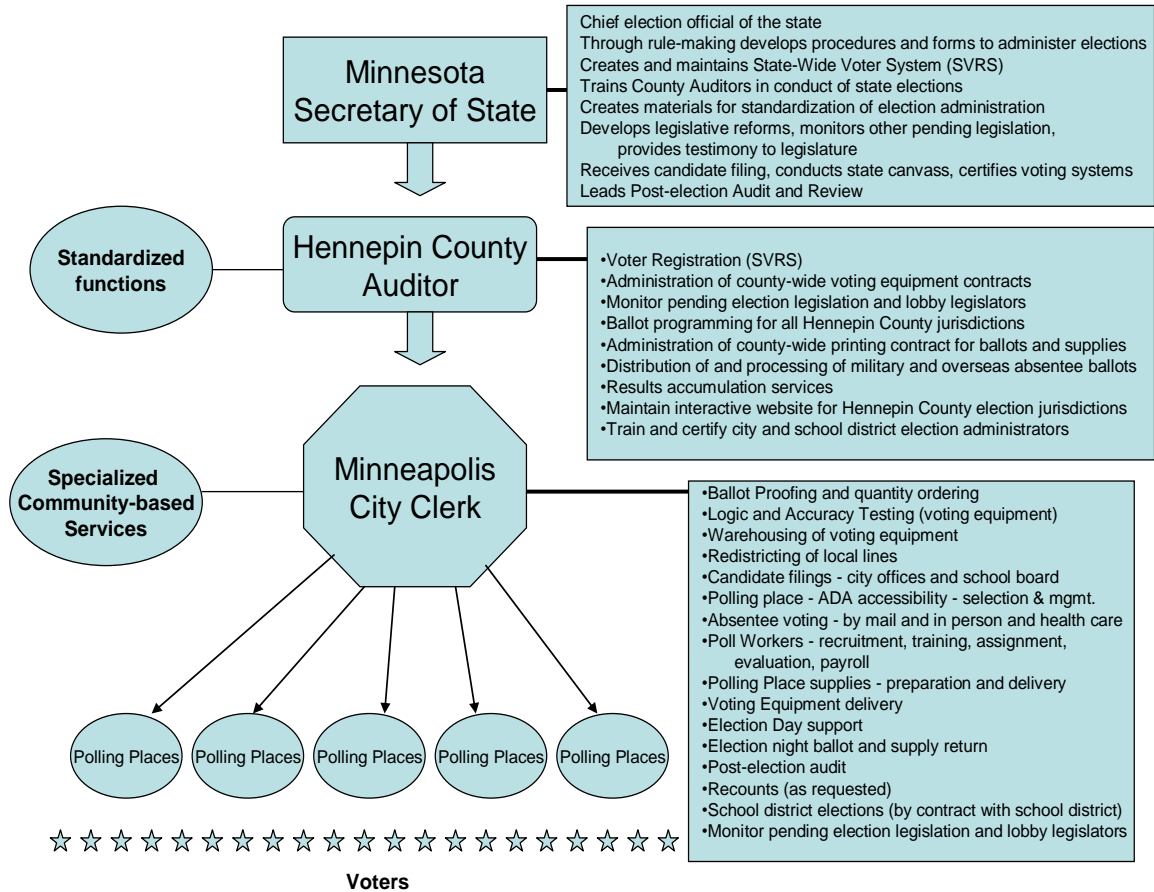 Minnesota
Secretary of State
Chief election official of the state
Through rule-making develops procedures and forms to administer elections
Creates and maintains State-Wide Voter System (SVRS)
Trains County Auditors in conduct of state elections
Creates materials for standardization of election administration
Develops legislative reforms, monitors other pending legislation,
provides testimony to legislature
Receives candidate filing, conducts state canvass, certifies voting systems
Leads Post-election Audit and Review
Standardized
functions
Hennepin County
Auditor
•Voter Registration (SVRS)
•Administration of county-wide voting equipment contracts
•Monitor pending election legislation and lobby legislators
•Ballot programming for all Hennepin County jurisdictions
•Administration of county-wide printing contract for ballots and supplies
•Distribution of and processing of military and overseas absentee ballots
•Results accumulation services
•Maintain interactive website for Hennepin County election jurisdictions
•Train and certify city and school district election administrators
Specialized
Community-based
Services
Minneapolis
City Clerk
•Ballot Proofing and quantity ordering
•Logic and Accuracy Testing (voting equipment)
•Warehousing of voting equipment
•Redistricting of local lines
•Candidate filings - city offices and school board
•Polling place - ADA accessibility - selection & mgmt.
•Absentee voting - by mail and in person and health care
•Poll Workers - recruitment, training, assignment,
evaluation, payroll
•Polling Place supplies - preparation and delivery
•Voting Equipment delivery
•Election Day support
•Election night ballot and supply return
•Post-election audit
•Recounts (as requested)
•School district elections (by contract with school district)
•Monitor pending election legislation and lobby legislators
Polling Places
Polling Places
Polling Places
Polling Places
Polling Places
Voters